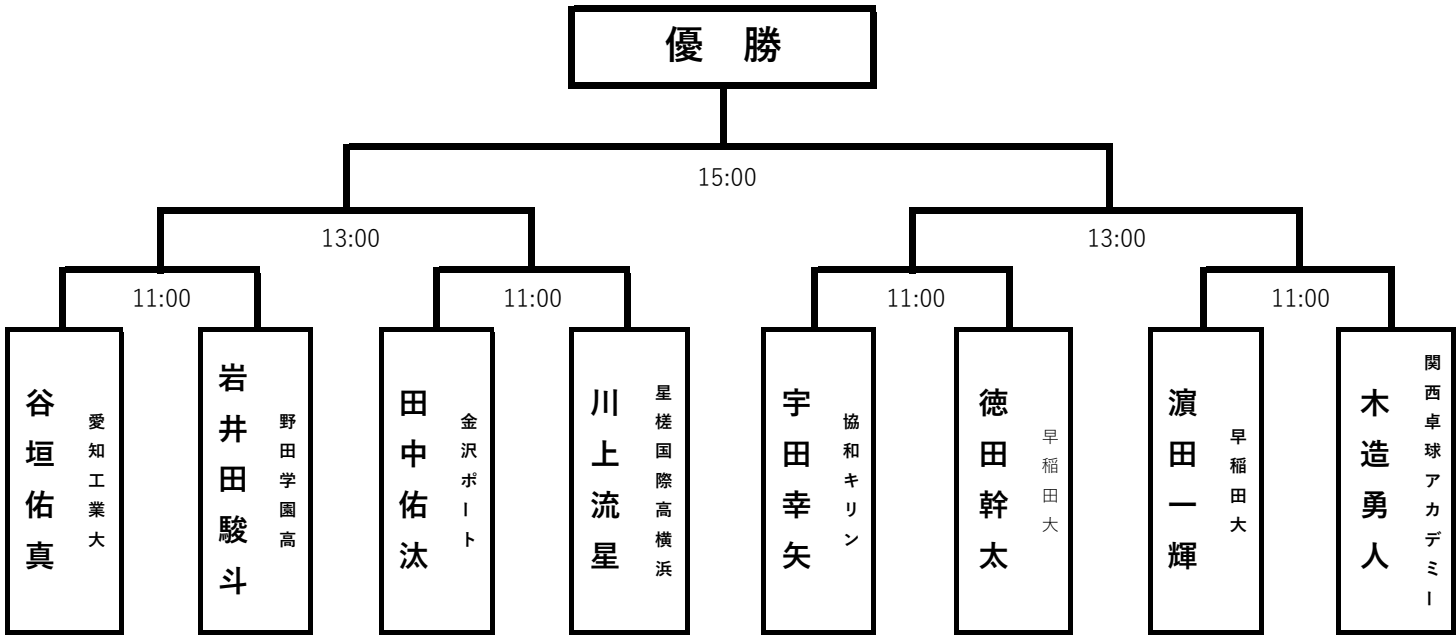 優 勝
15:00
13:00
13:00
11:00
11:00
11:00
11:00
谷垣佑真
愛知工業大
岩井田駿斗
野田学園高
田中佑汰
金沢ポート
川上流星
星槎国際高横浜
宇田幸矢
協和キリン
徳田幹太
早稲田大
濵田一輝
早稲田大
木造勇人
関西卓球アカデミー